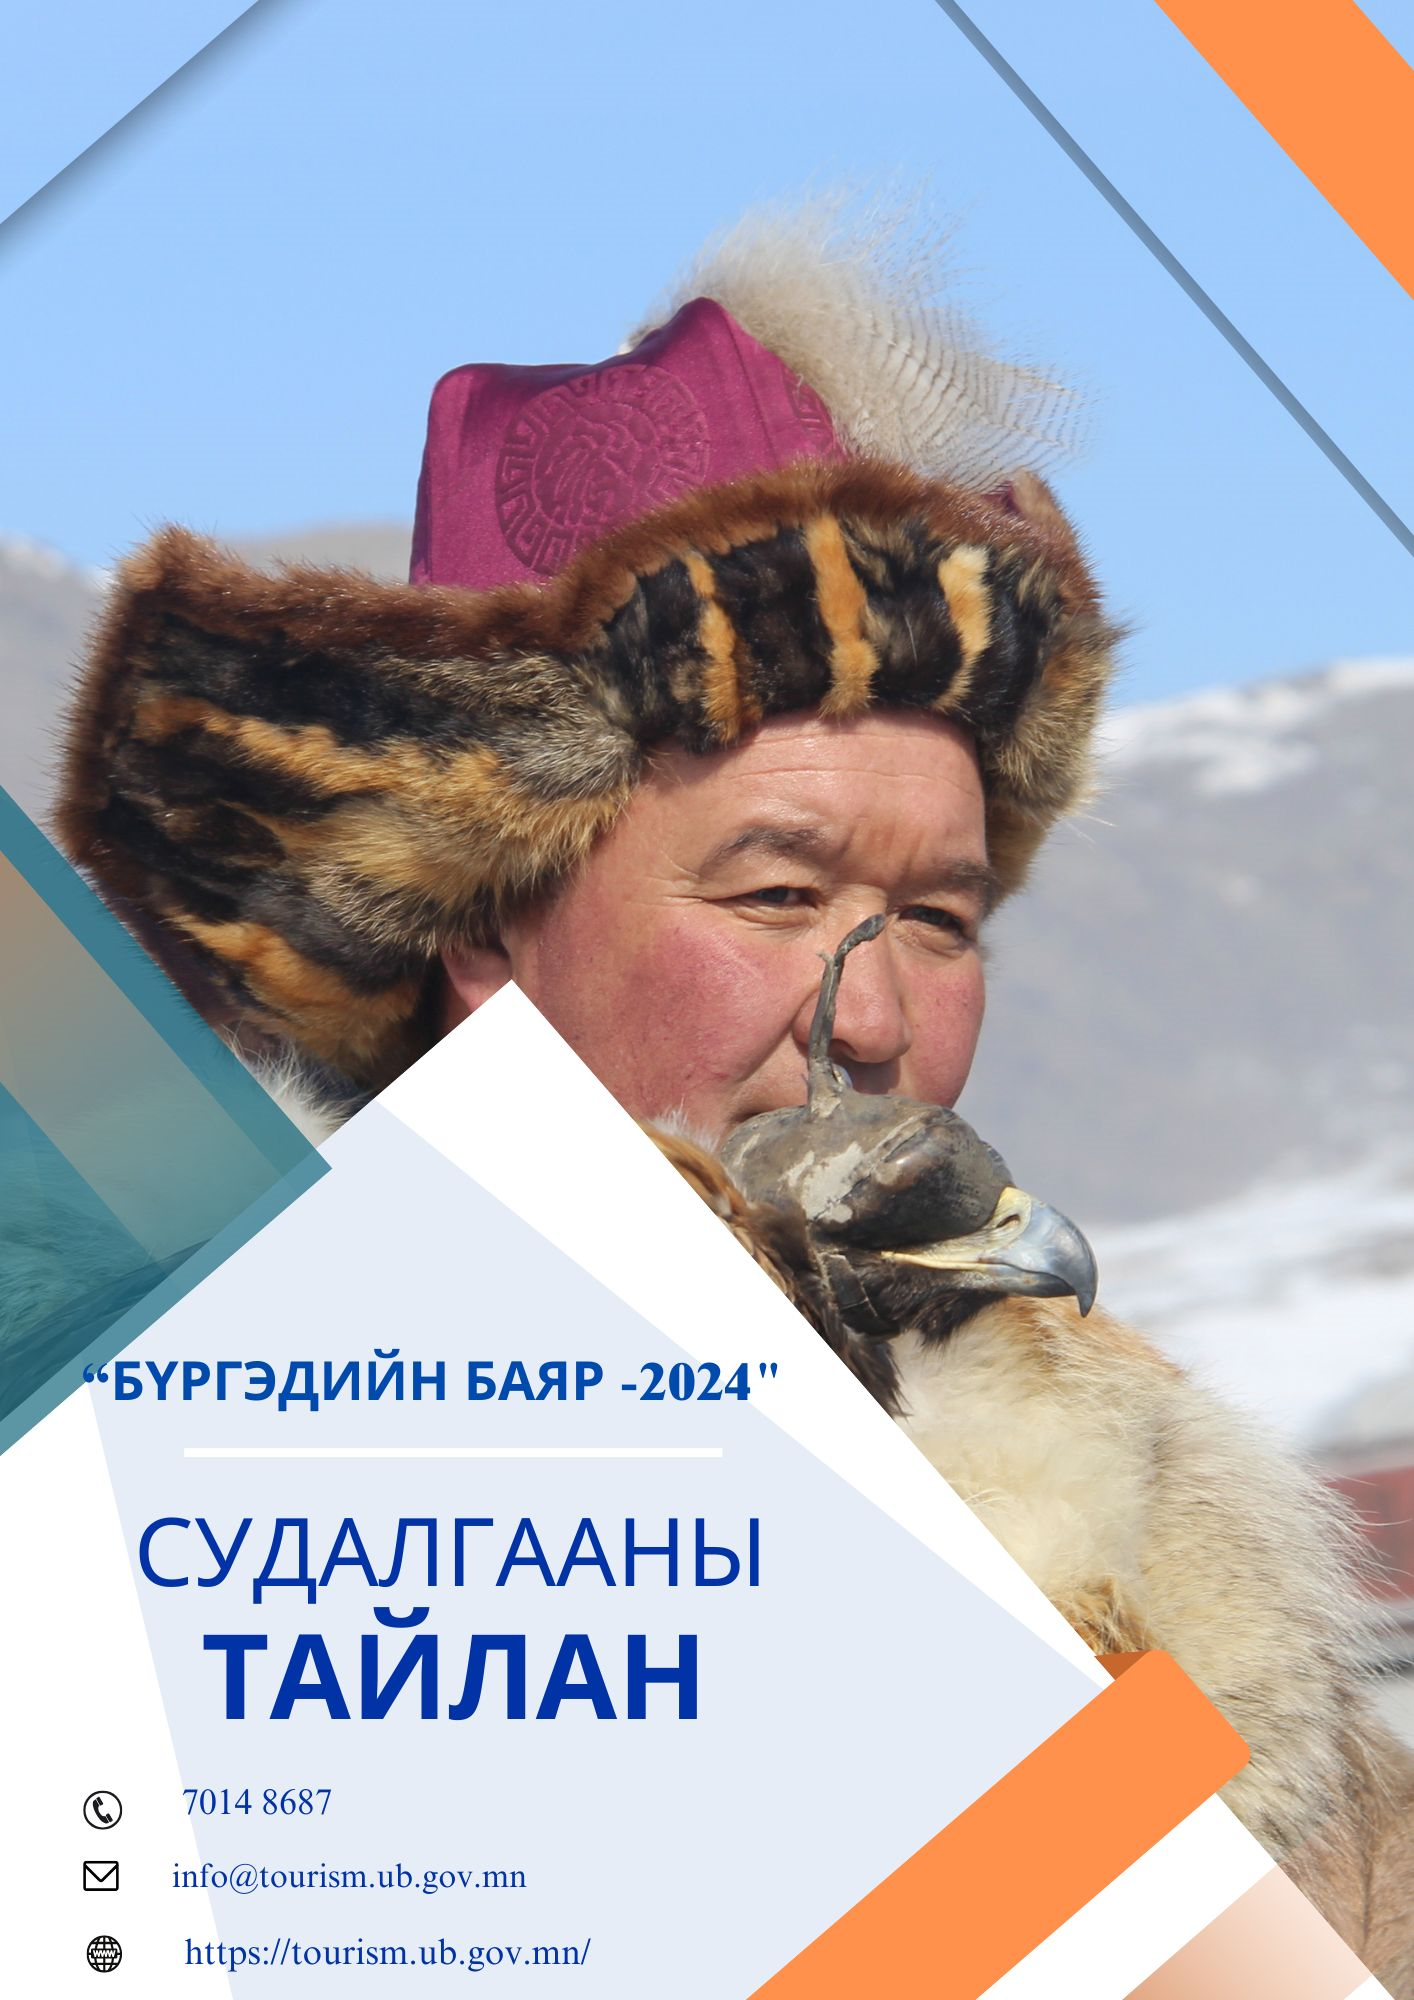 “БҮРГЭДИЙН БАЯР -2024"
СУДАЛГААНЫ
ТАЙЛАН
7014 8687
info@tourism.ub.gov.mn
https://tourism.ub.gov.mn/